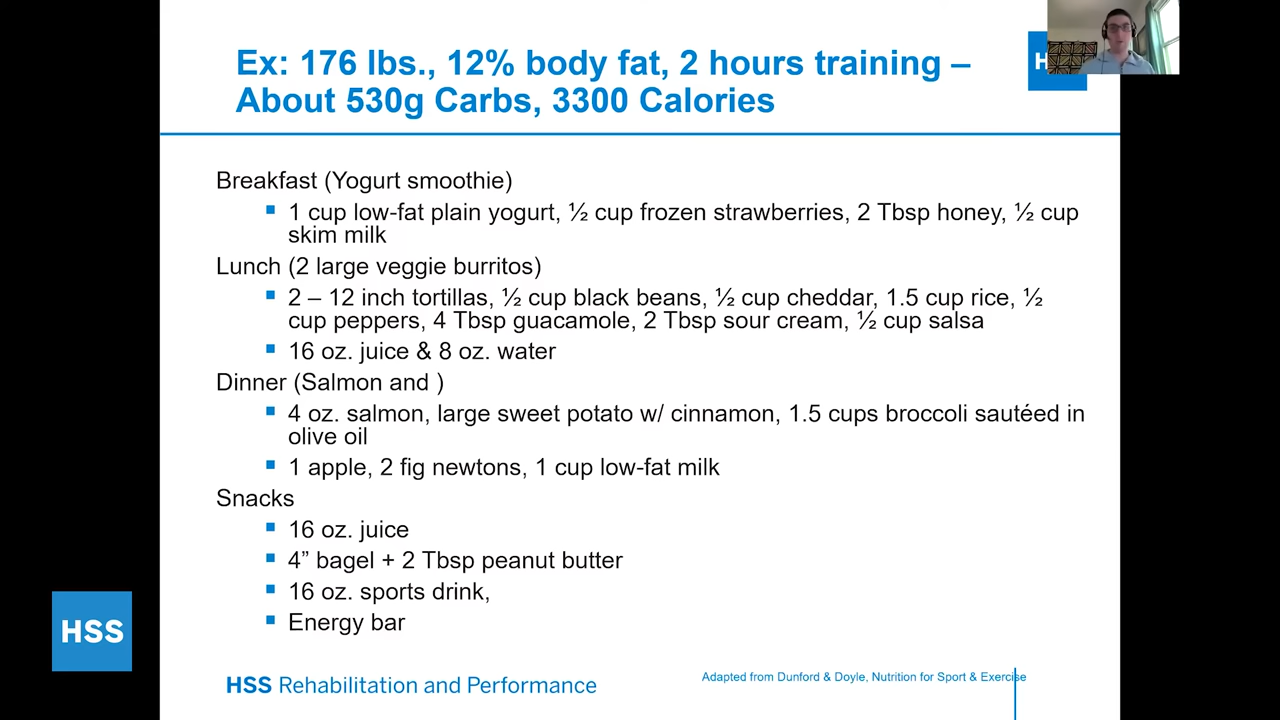 Ex: 176 lbs., 12% body fat, 2 hours training –
About 530g Carbs, 3300 Calories
H
Breakfast (Yogurt smoothie)
1 cup low-fat plain yogurt, ½ cup frozen strawberries, 2 Tbsp honey, ½ cup
skim milk
Lunch (2 large veggie burritos)
2 – 12 inch tortillas, ½ cup black beans, ½ cup cheddar, 1.5 cup rice, ½
cup peppers, 4 Tbsp guacamole, 2 Tbsp sour cream, ½ cup salsa
16 oz. juice & 8 oz. water
Dinner (Salmon and )
4 oz. salmon, large sweet potato w/ cinnamon, 1.5 cups broccoli sautéed in
olive oil
1 apple, 2 fig newtons, 1 cup low-fat milk
Snacks
16 oz. juice
4” bagel + 2 Tbsp peanut butter
16 oz. sports drink,
Energy bar
HSS
HSS Rehabilitation and Performance
Adapted from Dunford & Doyle, Nutrition for Sport & Exercise